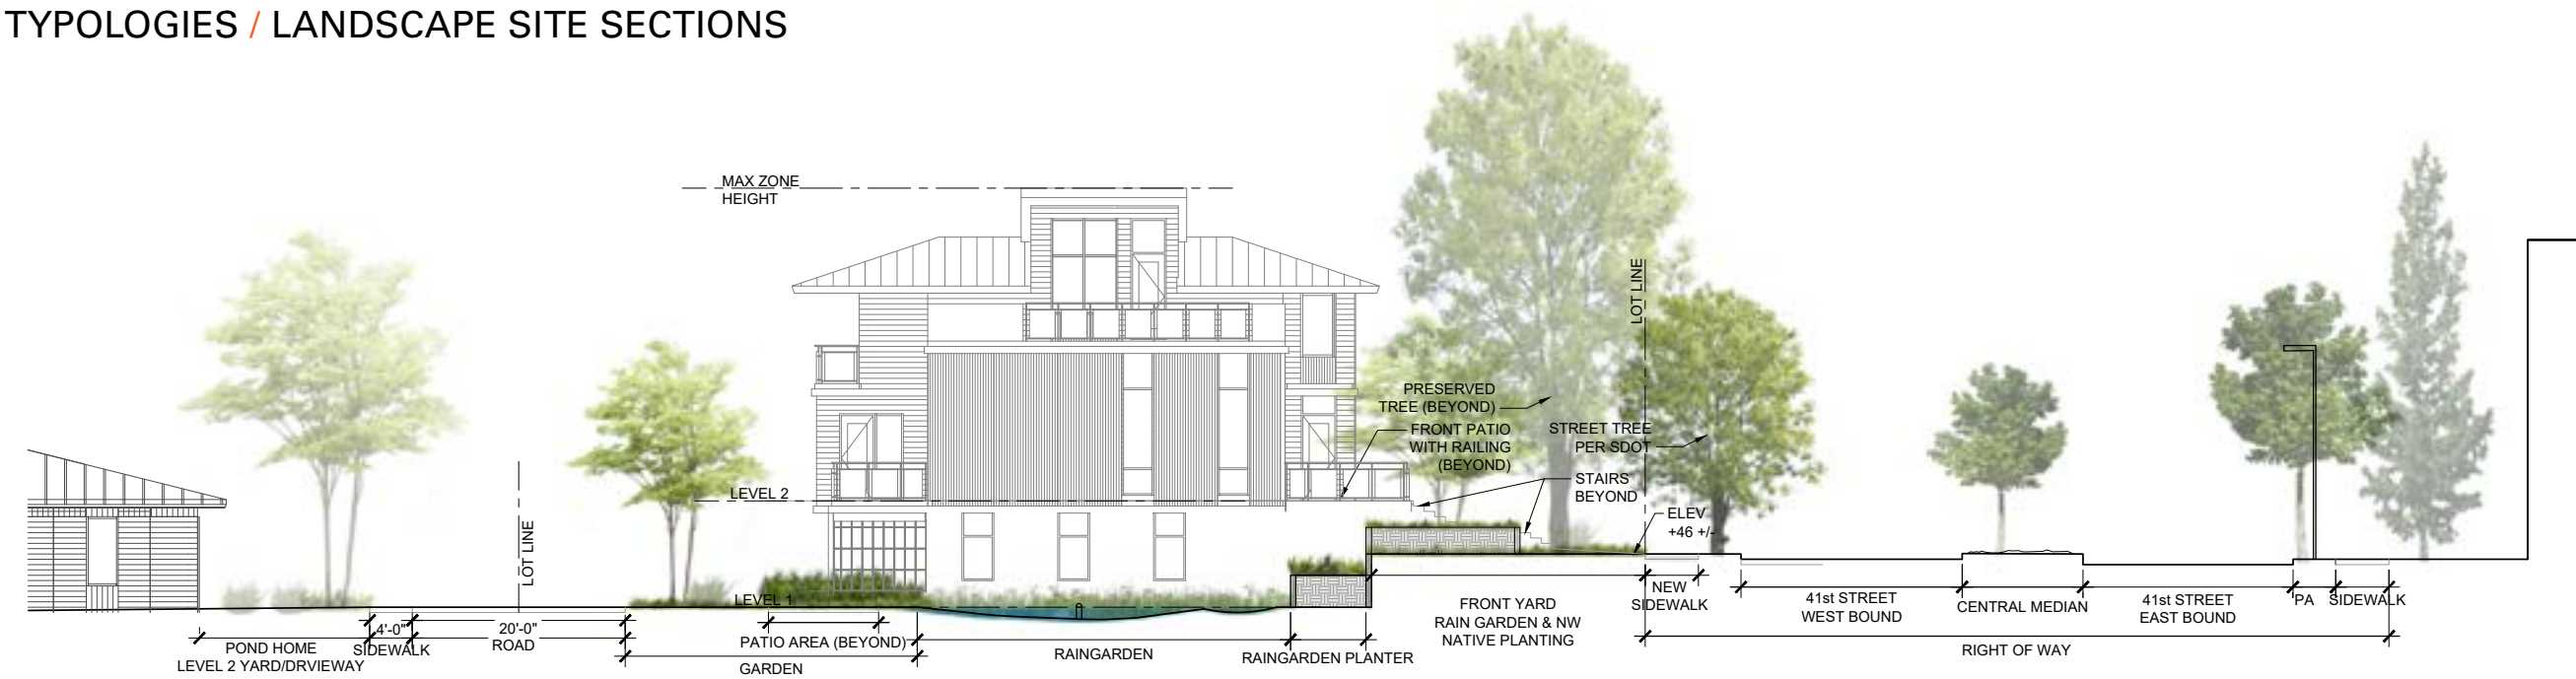 TYPOLOGIES / LANDSCAPE SITE SECTIONS
MAX ZONE
HEIGHT
LOT LINE
PRESERVED
TREE (BEYOND)
FRONT PATIO
WITH RAILING
(BEYOND)
STREET TREE
PER SDOT
STAIRS
BEYOND
LEVEL 2
ELEV
+46 +/-
LOT LINE
LEVEL 1
4'-0"
SIDEWALK
20'-0"
ROAD
POND HOME
LEVEL 2 YARD/DRVIEWAY
PATIO AREA (BEYOND)
GARDEN
RAINGARDEN
RAINGARDEN PLANTER
FRONT YARD
RAIN GARDEN & NW
NATIVE PLANTING
NEW
SIDEWALK
41st STREET
WEST BOUND
CENTRAL MEDIAN
41st STREET
EAST BOUND
PA
SIDEWALK
RIGHT OF WAY